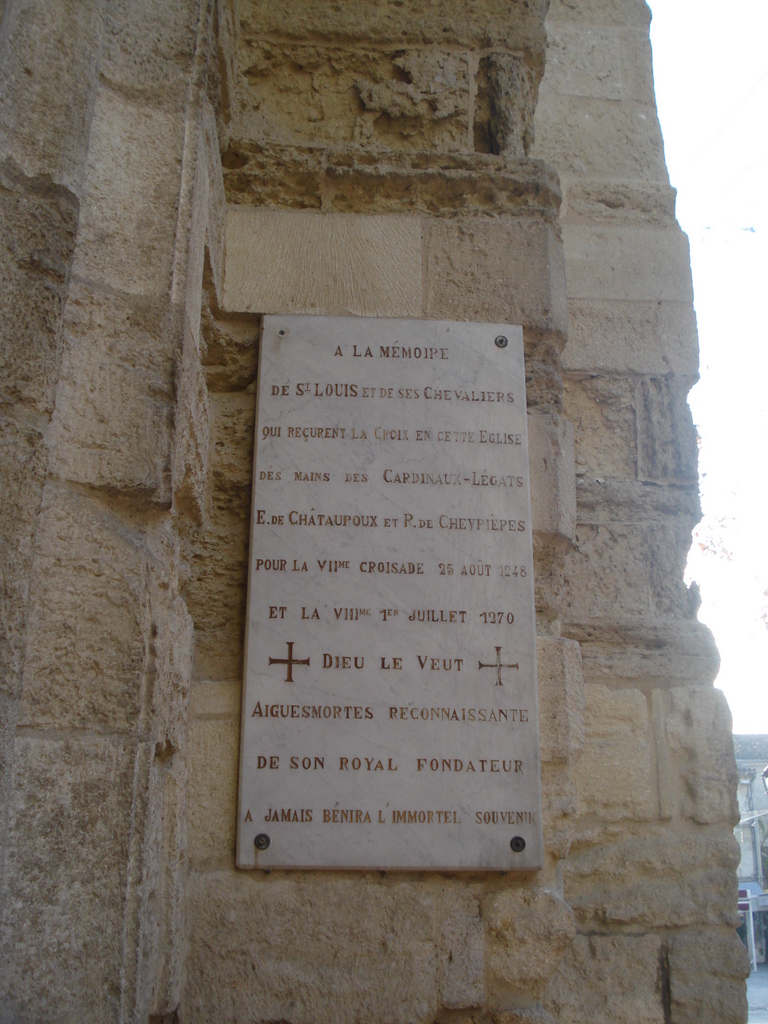 A LA MÉMOIRE
DE ST LOUIS ET DE SES CHEVALIERS
QUI REÇURENT LA CROIX EN CETTE EGLISE
DES MAINS DES CARDINAUX-LÉGATS
E. DE CHÂTAUPOUX ET P. DE CHEVRIÈRES
POUR LA VIIME CROISADE 25 AOÛT 1248
ET LA VIIIME 1ER JUILLET 1270
DIEU LE VEUT
AIGUESMORTES RECONNAISSANTE
DE SON ROYAL FONDATEUR
A JAMAIS BÉNIRA L'IMMORTEL SOUVENIR